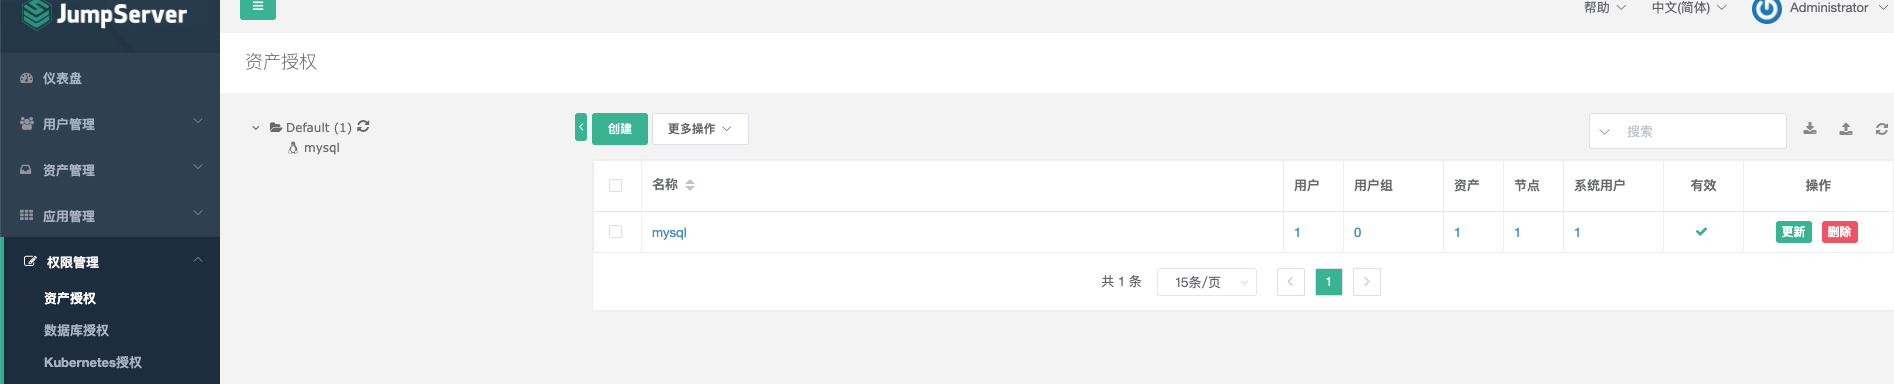 JumpServer
帮助
中文(简体)
Administrator
资产授权
仪表盘
用户管理
资产管理
应用管理
权限管理
资产授权
数据库授权
Kubernetes授权
Default (1)
mysql
创建
更多操作
搜索
名称 用户 用户组 资产 节点 系统用户 有效 操作
mysql 1 0 1 1 1 更新 删除
共 1 条 15条/页 1